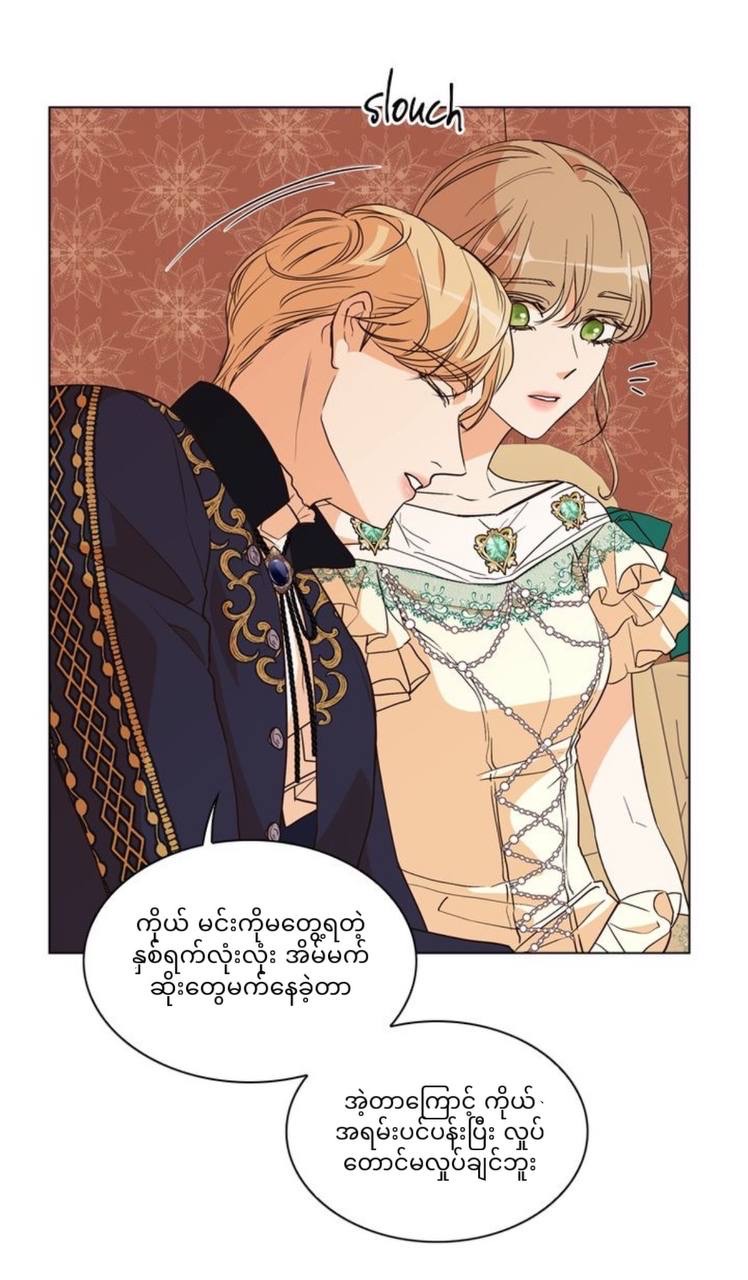 slouch
ကိုယ် မင်းကိုမတွေ့ရတဲ့
နှစ်ရက်လုံးလုံး အိမ်မက်
ဆိုးတွေမက်နေခဲ့တာ
အဲ့တာကြောင့် ကိုယ်
အရမ်းပင်ပန်းပြီး လှုပ်
တောင်မလှုပ်ချင်ဘူး